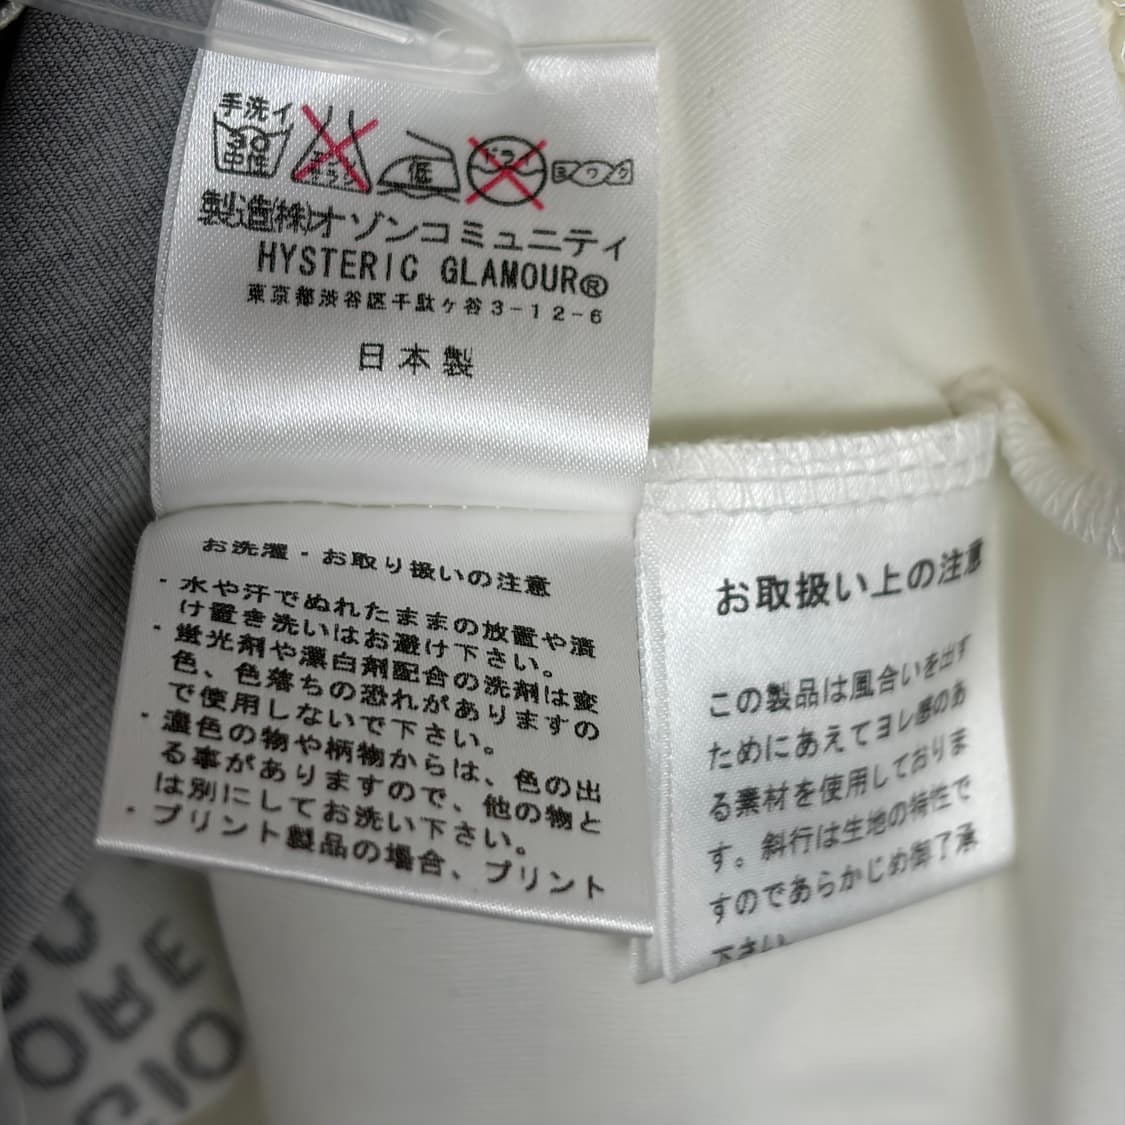 手洗イ
30
中性
エンソ
サラシ
低
ドライ
ヨワク
製造(株)オゾンコミュニティ
HYSTERIC GLAMOUR®
東京都渋谷区千駄ヶ谷3-12-6
日本製
お洗濯・お取り扱いの注意
・水や汗でぬれたままの放置や漬
け置き洗いはお避け下さい。
・蛍光剤や漂白剤配合の洗剤は変
色、色落ちの恐れがありますの
で使用しないで下さい。
・濃色の物や柄物からは、色の出
る事がありますので、他の物と
は別にしてお洗い下さい。
・プリント製品の場合、プリント
お取扱い上の注意
この製品は風合いを出す
ためにあえてヨレ感のあ
る素材を使用しておりま
す。斜行は生地の特性で
すのであらかじめ御了承
下さい